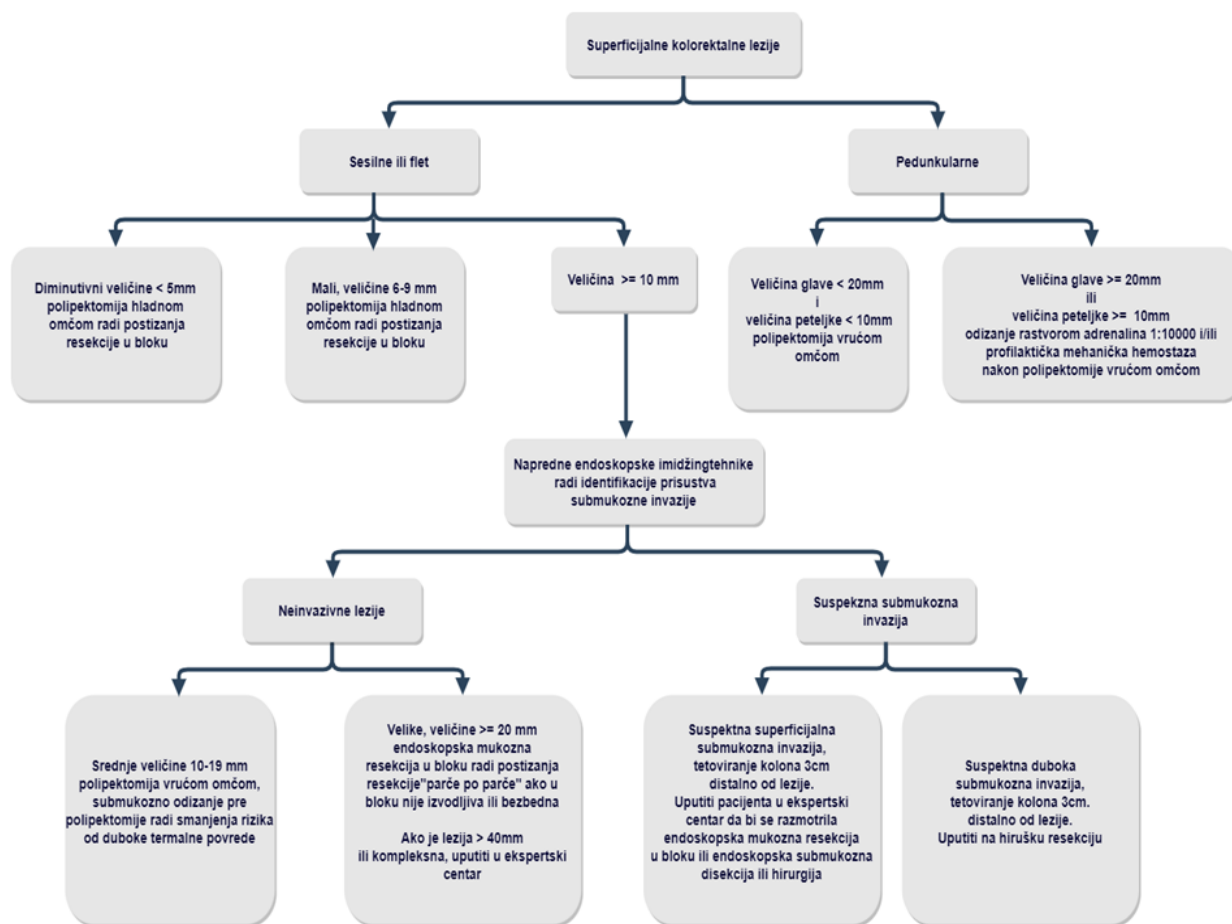 Superficijalne kolorektalne lezije
Sesilne ili flet
Pedunkularne
Diminutivni veličine < 5mm
polipektomija hladnom
omčom radi postizanja
resekcije u bloku
Mali, veličine 6-9 mm
polipektomija hladnom
omčom radi postizanja
resekcije u bloku
Veličina >= 10 mm
Veličina glave < 20mm
i
veličina peteljke < 10mm
polipektomija vrućom
omčom
Veličina glave >= 20mm
ili
veličina peteljke >= 10mm
odizanje rastvorom adrenalina 1:10000 i/ili
profilaktička mehanička hemostaza
nakon polipektomije vrućom omčom
Napredne endoskopske imidžingtehnike
radi identifikacije prisustva
submukozne invazije
Neinvazivne lezije
Suspekzna submukozna
invazija
Srednje veličine 10-19 mm
polipektomija vrućom omčom,
submukozno odizanje pre
polipektomije radi smanjenja rizika
od duboke termalne povrede
Velike, veličine >= 20 mm
endoskopska mukozna
resekcija u bloku radi postizanja
resekcije"parče po parče" ako u
bloku nije izvodljiva ili bezbedna
Ako je lezija > 40mm
ili kompleksna, uputiti u ekspertski
centar
Suspektna superficijalna
submukozna invazija,
tetoviranje kolona 3cm
distalno od lezije.
Uputiti pacijenta u ekspertski
centar da bi se razmotrila
endoskopska mukozna resekcija
u bloku ili endoskopska submukozna
disekcija ili hirurgija
Suspektna duboka
submukozna invazija,
tetoviranje kolona 3cm.
distalno od lezije.
Uputiti na hirušku resekciju